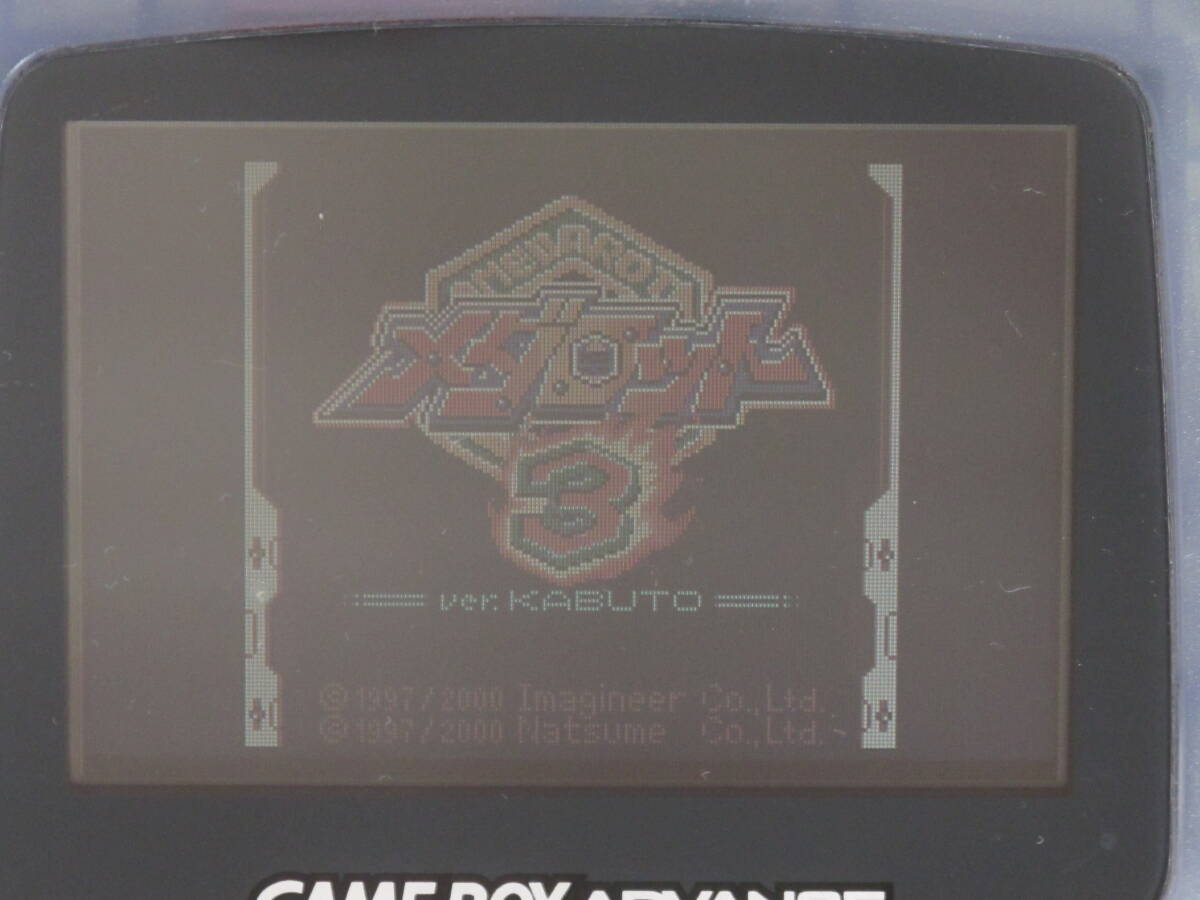 MEDAROT
メダロット
3
ver. KABUTO
© 1997/2000 Imagineer Co.,Ltd.
© 1997/2000 Natsume Co.,Ltd.
GAME BOY ADVANCE